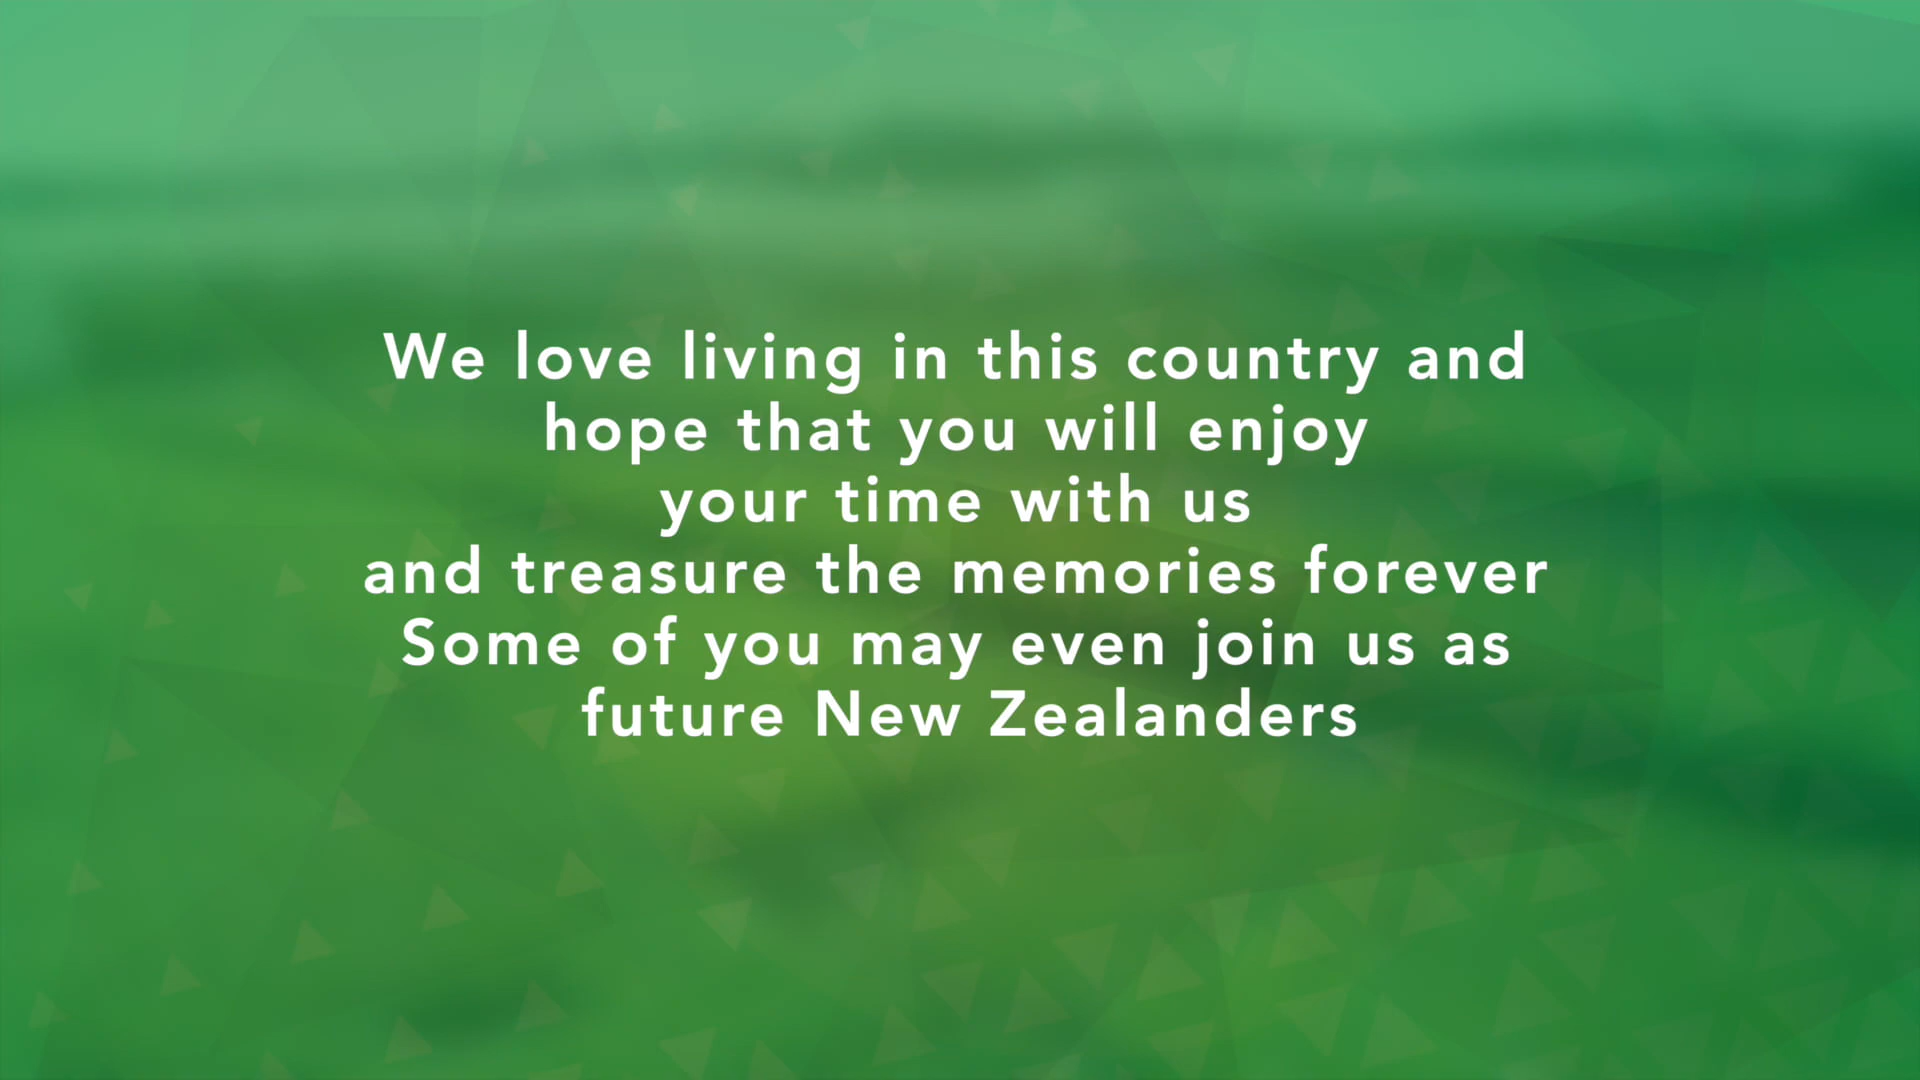 We love living in this country and
hope that you will enjoy
your time with us
and treasure the memories forever
Some of you may even join us as
future New Zealanders